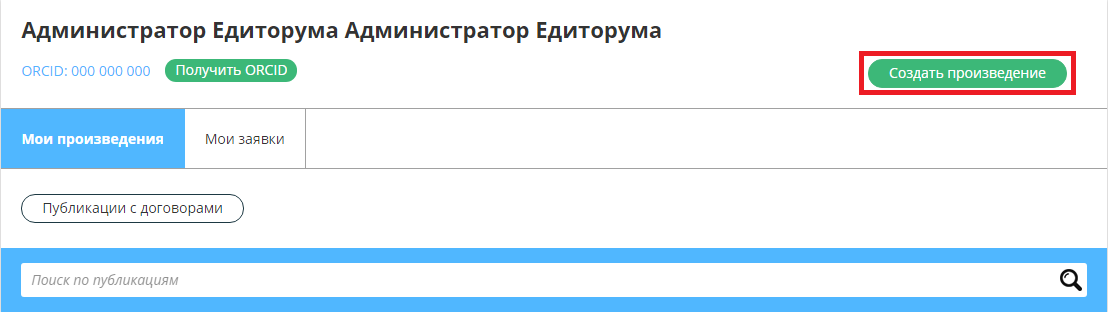 Администратор Едиторума Администратор Едиторума
ORCID: 000 000 000 Получить ORCID
Создать произведение
Мои произведения Мои заявки
Публикации с договорами
Поиск по публикациям